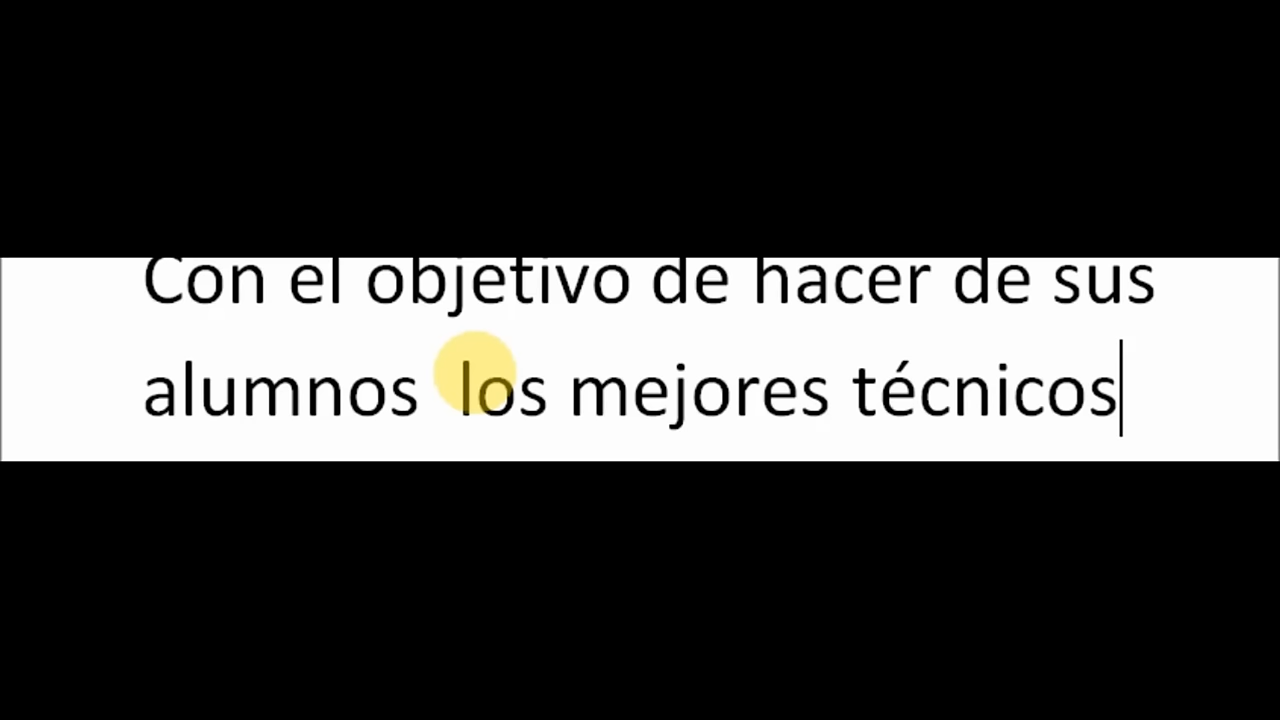 Con el objetivo de hacer de sus
alumnos  los mejores técnicos